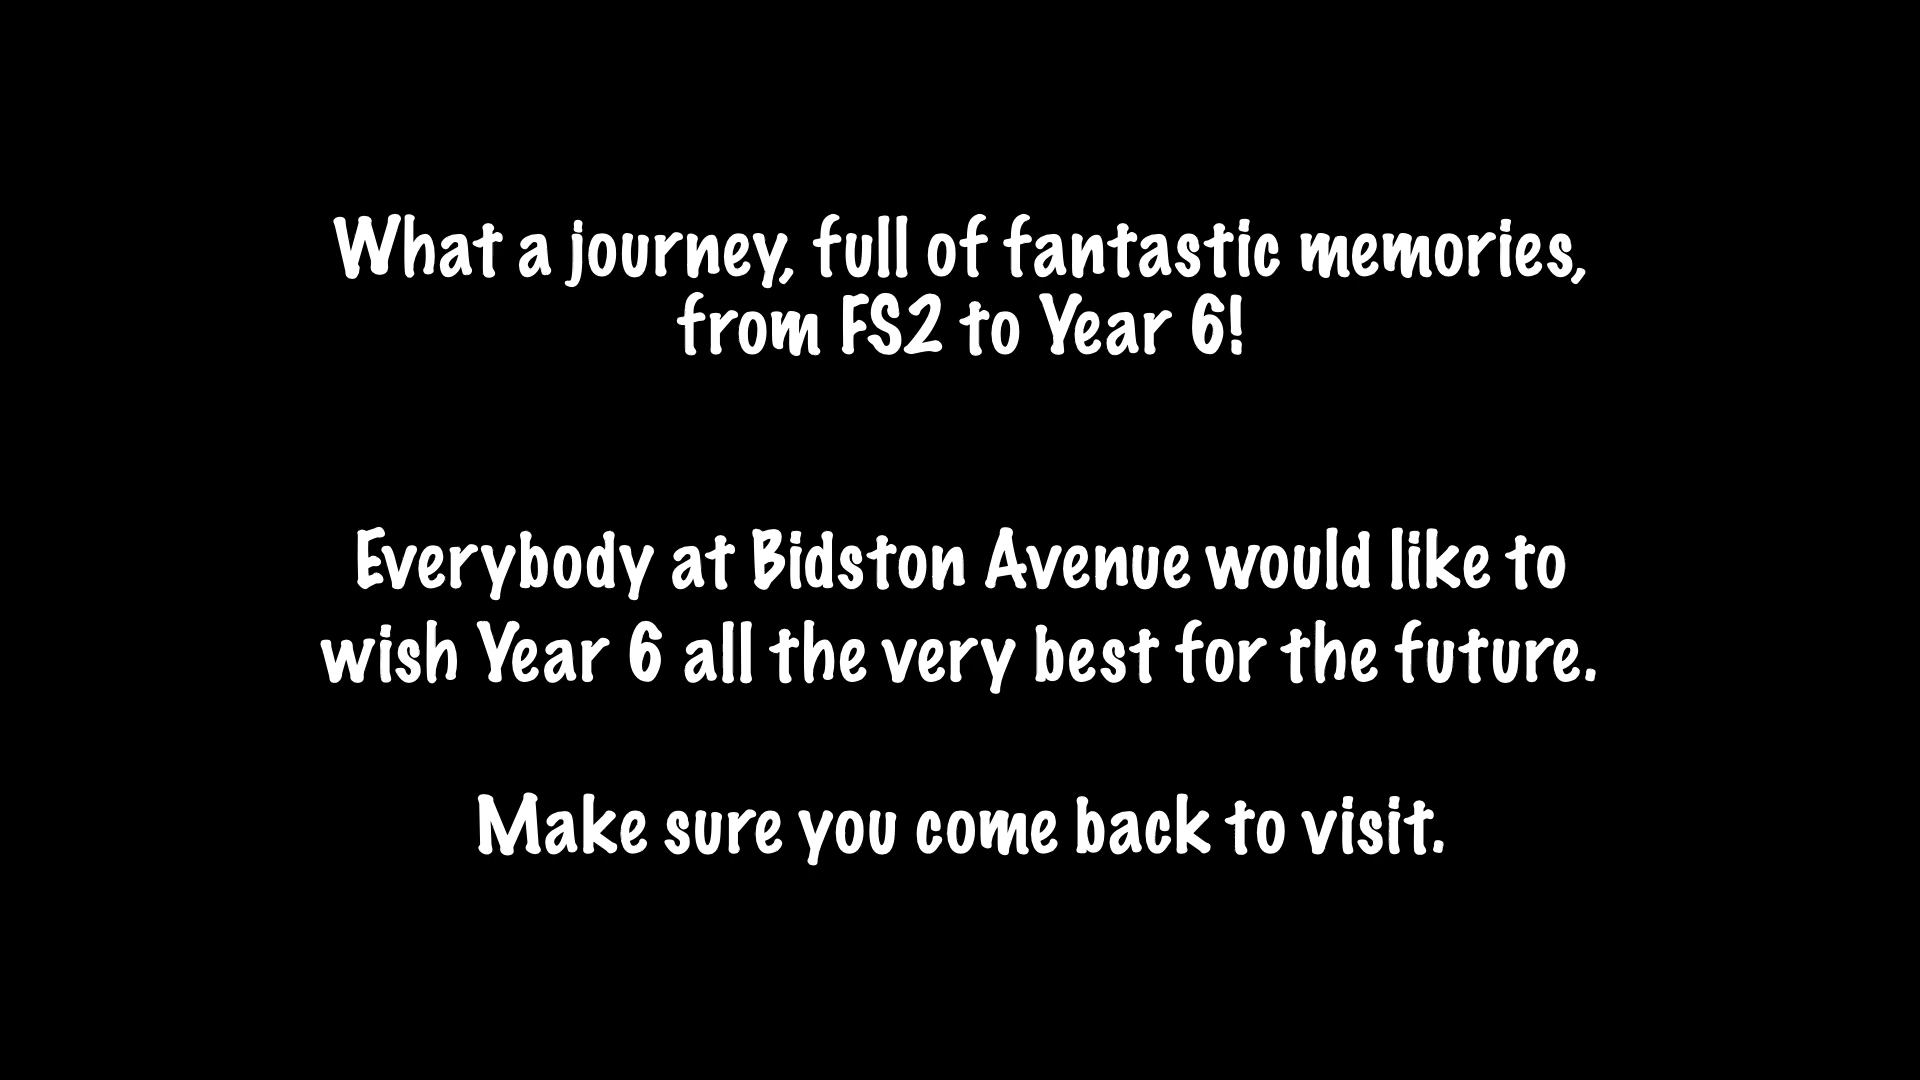 What a journey, full of fantastic memories,
from FS2 to Year 6!
Everybody at Bidston Avenue would like to
wish Year 6 all the very best for the future.
Make sure you come back to visit.